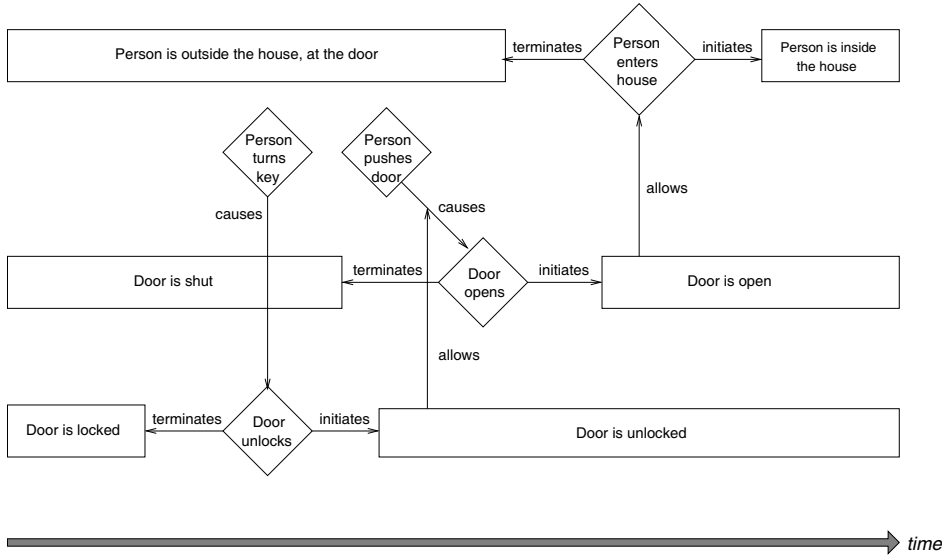 Person is outside the house, at the door
terminates
Person
enters
house
initiates
Person is inside
the house
Person
turns
key
Person
pushes
door
allows
causes
causes
Door is shut
terminates
Door
opens
initiates
Door is open
allows
Door is locked
terminates
Door
unlocks
initiates
Door is unlocked
time